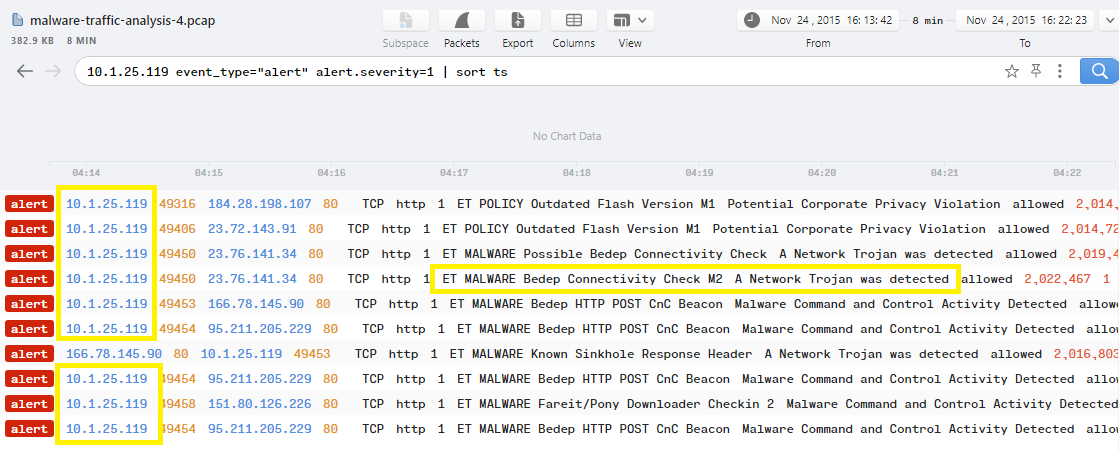 malware-traffic-analysis-4.pcap
382.9 KB 8 MIN
Subspace Packets Export Columns View
Nov 24 , 2015 16:13:42 8 min Nov 24 , 2015 16:22:23
From To
10.1.25.119 event_type="alert" alert.severity=1 | sort ts
No Chart Data
04:14 04:15 04:16 04:17 04:18 04:19 04:20 04:21 04:22
alert 10.1.25.119 49316 184.28.198.107 80 TCP http 1 ET POLICY Outdated Flash Version M1 Potential Corporate Privacy Violation allowed 2,014,
alert 10.1.25.119 49406 23.72.143.91 80 TCP http 1 ET POLICY Outdated Flash Version M1 Potential Corporate Privacy Violation allowed 2,014,72
alert 10.1.25.119 49450 23.76.141.34 80 TCP http 1 ET MALWARE Possible Bedep Connectivity Check A Network Trojan was detected allowed 2,019,4
alert 10.1.25.119 49450 23.76.141.34 80 TCP http 1 ET MALWARE Bedep Connectivity Check M2 A Network Trojan was detected allowed 2,022,467 1
alert 10.1.25.119 49453 166.78.145.90 80 TCP http 1 ET MALWARE Bedep HTTP POST CnC Beacon Malware Command and Control Activity Detected allowed
alert 10.1.25.119 49454 95.211.205.229 80 TCP http 1 ET MALWARE Bedep HTTP POST CnC Beacon Malware Command and Control Activity Detected allow
alert 166.78.145.90 80 10.1.25.119 49453 TCP http 1 ET MALWARE Known Sinkhole Response Header A Network Trojan was detected allowed 2,016,803
alert 10.1.25.119 49454 95.211.205.229 80 TCP http 1 ET MALWARE Bedep HTTP POST CnC Beacon Malware Command and Control Activity Detected allow
alert 10.1.25.119 49458 151.80.126.226 80 TCP http 1 ET MALWARE Fareit/Pony Downloader Checkin 2 Malware Command and Control Activity Detected
alert 10.1.25.119 49454 95.211.205.229 80 TCP http 1 ET MALWARE Bedep HTTP POST CnC Beacon Malware Command and Control Activity Detected allow